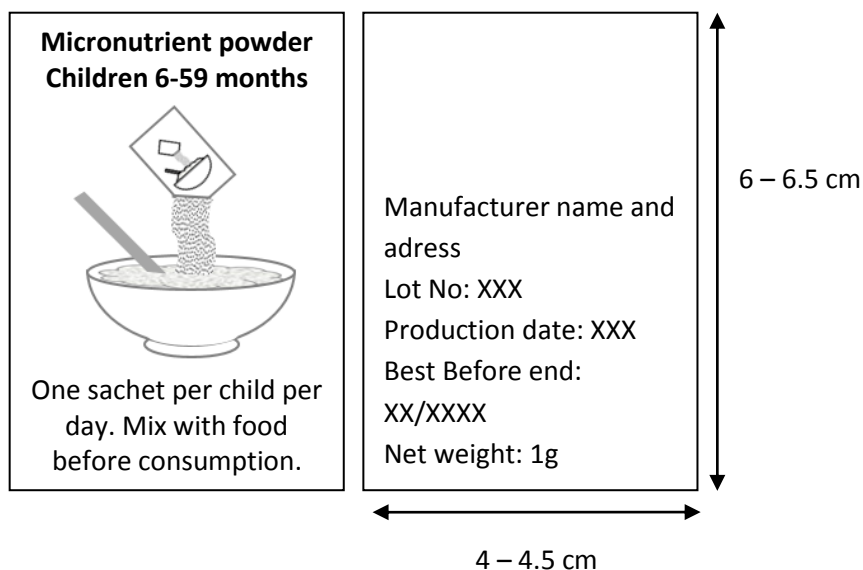 Micronutrient powder
Children 6-59 months
One sachet per child per
day. Mix with food
before consumption.
Manufacturer name and
adress
Lot No: XXX
Production date: XXX
Best Before end:
XX/XXXX
Net weight: 1g
6 – 6.5 cm
4 – 4.5 cm